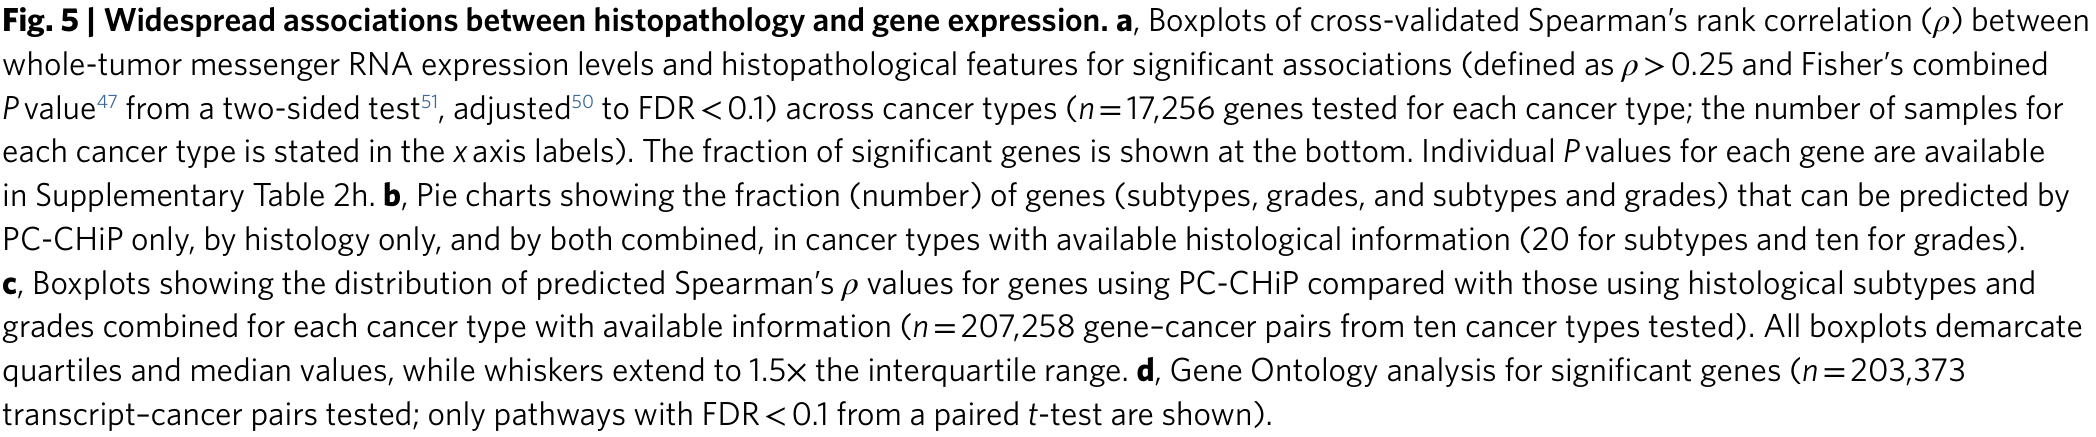 Fig. 5 | Widespread associations between histopathology and gene expression. a, Boxplots of cross-validated Spearman's rank correlation (ρ) between
whole-tumor messenger RNA expression levels and histopathological features for significant associations (defined as ρ > 0.25 and Fisher's combined
P value47 from a two-sided test51, adjusted50 to FDR < 0.1) across cancer types (n = 17,256 genes tested for each cancer type; the number of samples for
each cancer type is stated in the x axis labels). The fraction of significant genes is shown at the bottom. Individual P values for each gene are available
in Supplementary Table 2h. b, Pie charts showing the fraction (number) of genes (subtypes, grades, and subtypes and grades) that can be predicted by
PC-CHiP only, by histology only, and by both combined, in cancer types with available histological information (20 for subtypes and ten for grades).
c, Boxplots showing the distribution of predicted Spearman's ρ values for genes using PC-CHiP compared with those using histological subtypes and
grades combined for each cancer type with available information (n = 207,258 gene–cancer pairs from ten cancer types tested). All boxplots demarcate
quartiles and median values, while whiskers extend to 1.5× the interquartile range. d, Gene Ontology analysis for significant genes (n = 203,373
transcript–cancer pairs tested; only pathways with FDR < 0.1 from a paired t-test are shown).